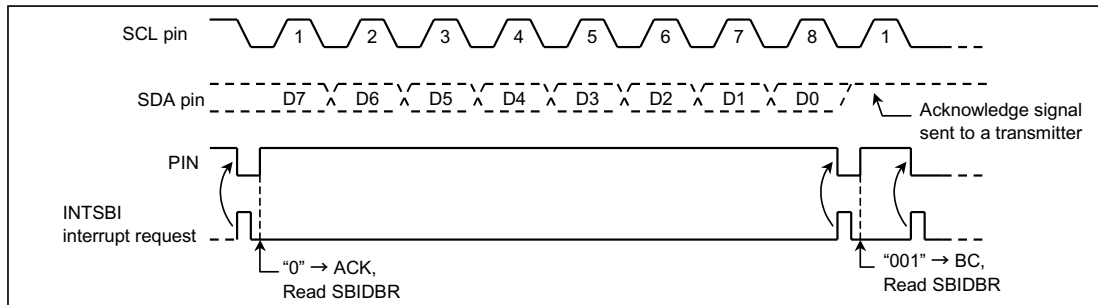 SCL pin 1 2 3 4 5 6 7 8 1
SDA pin D7 D6 D5 D4 D3 D2 D1 D0
Acknowledge signal
sent to a transmitter
PIN
INTSBI
interrupt request
“0” → ACK,
Read SBIDBR
“001” → BC,
Read SBIDBR